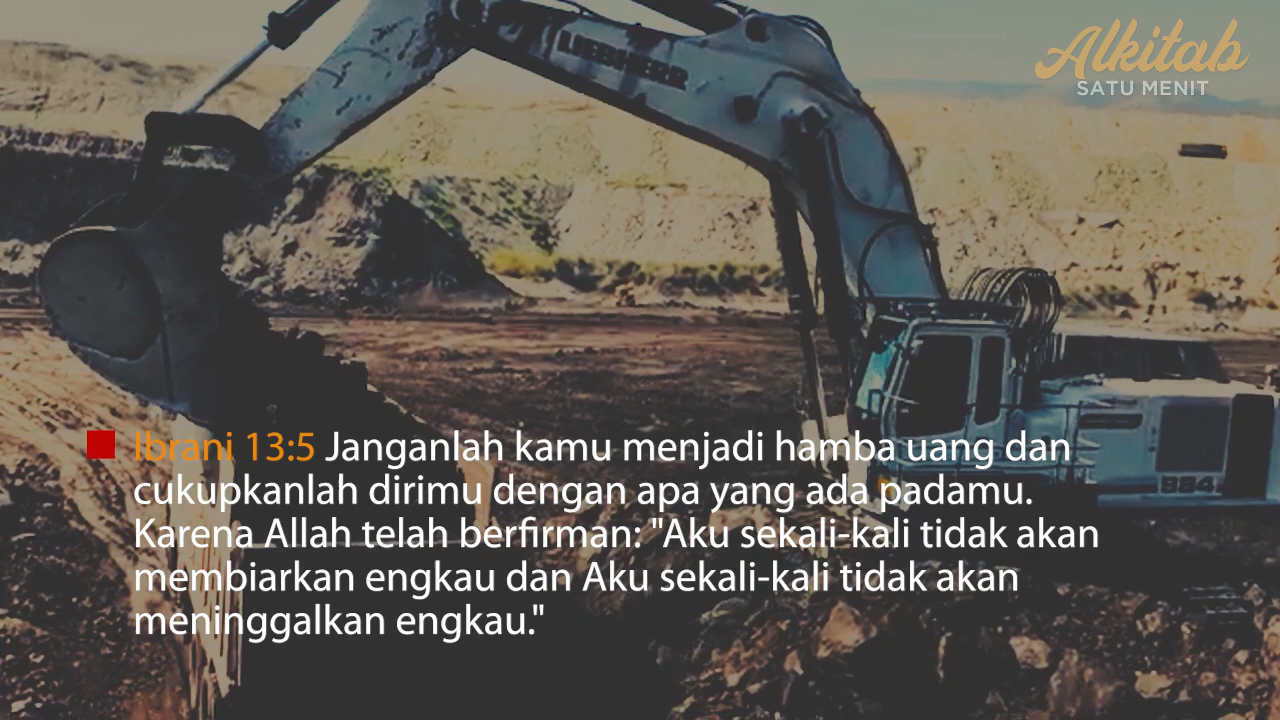 Alkitab
SATU MENIT
LIEBHERR
Ibrani 13:5 Janganlah kamu menjadi hamba uang dan
cukupkanlah dirimu dengan apa yang ada padamu.
Karena Allah telah berfirman: "Aku sekali-kali tidak akan
membiarkan engkau dan Aku sekali-kali tidak akan
meninggalkan engkau."
984